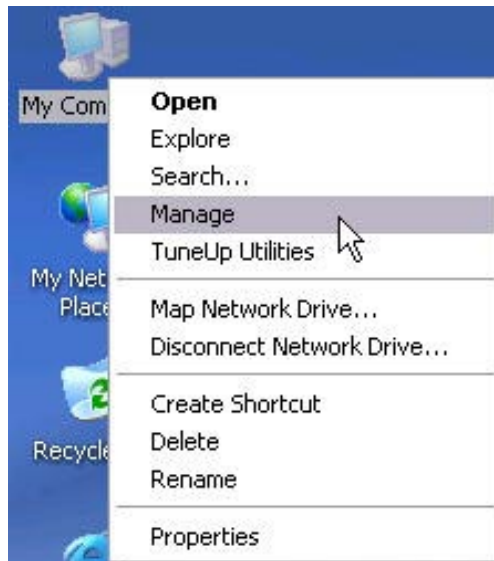 My Com
Open
Explore
Search...
Manage
TuneUp Utilities
My Net
Place
Map Network Drive...
Disconnect Network Drive...
Create Shortcut
Delete
Recycle
Rename
Properties